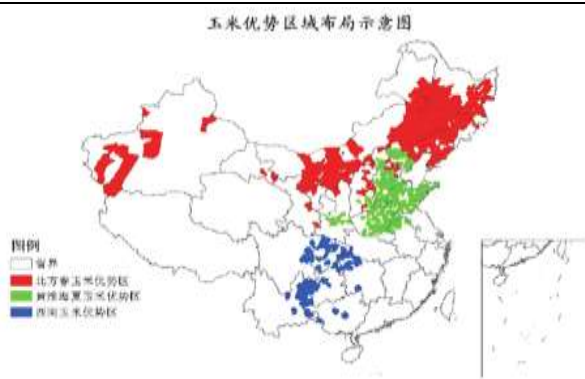 玉米优势区域布局示意图
图例
省界
北方春玉米优势区
黄淮海夏玉米优势区
西南玉米优势区